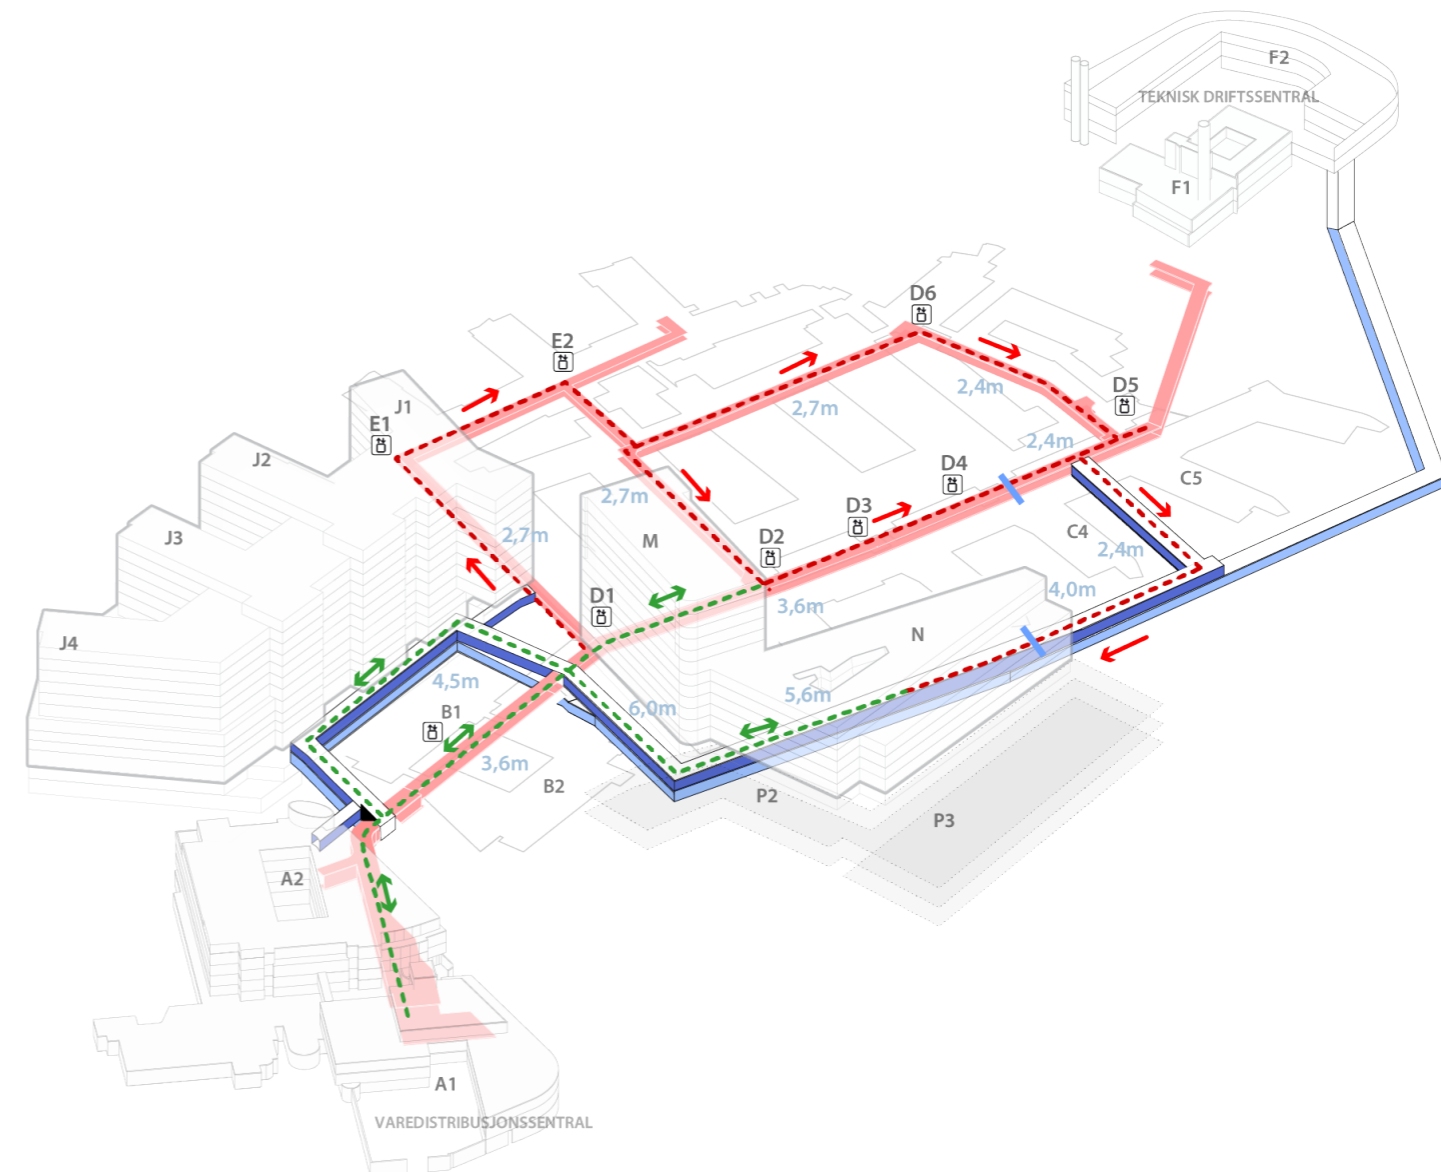 F2
TEKNISK DRIFTSSENTRAL
F1
D6
E2
2,4m
D5
J1
2,7m
E1
2,4m
J2
D4
C5
2,7m
D3
J3
2,7m
M
D2
C4
2,4m
4,0m
D1
3,6m
N
J4
4,5m
5,6m
B1
6,0m
3,6m
B2
P2
P3
A2
A1
VAREDISTRIBUSJONSSENTRAL